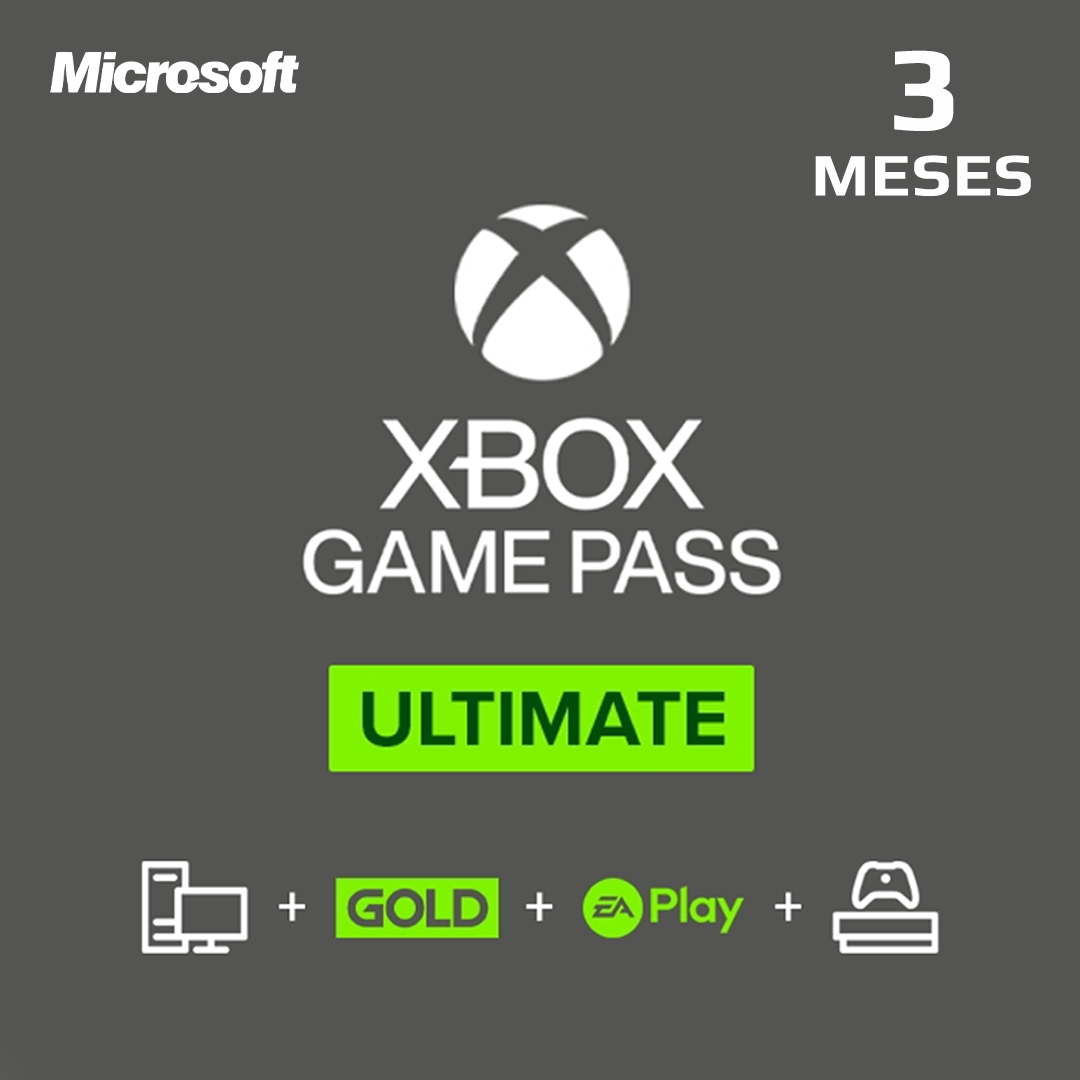 Microsoft
3
MESES
XBOX
GAME PASS
ULTIMATE
+ GOLD + EA Play +